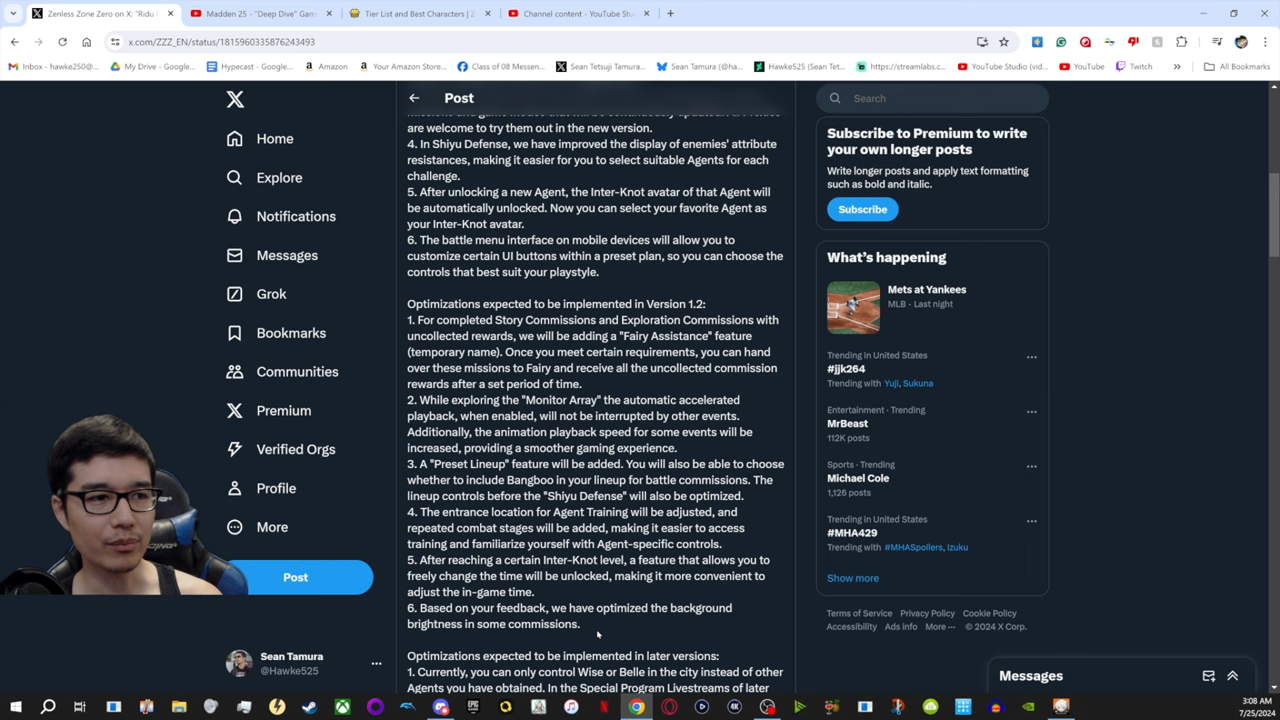 Zenless Zone Zero on X: "Ridu
Madden 25 - "Deep Dive" Gam
Tier List and Best Characters | Z
Channel content - YouTube Stu
x.com/ZZZ_EN/status/1815960335876243493
Inbox - hawke250@...
My Drive - Google...
Hypecast - Google...
Amazon
Your Amazon Store...
Class of 08 Messen...
Sean Tetsuji Tamura...
Sean Tamura (@ha...
Hawke525 (Sean Tet...
https://streamlabs.c...
YouTube Studio (vid...
YouTube
Twitch
All Bookmarks
Post
Search
Home
Explore
Notifications
Messages
Grok
Bookmarks
Communities
Premium
Verified Orgs
Profile
More
Post
Sean Tamura
@Hawke525
are welcome to try them out in the new version.
4. In Shiyu Defense, we have improved the display of enemies' attribute
resistances, making it easier for you to select suitable Agents for each
challenge.
5. After unlocking a new Agent, the Inter-Knot avatar of that Agent will
be automatically unlocked. Now you can select your favorite Agent as
your Inter-Knot avatar.
6. The battle menu interface on mobile devices will allow you to
customize certain UI buttons within a preset plan, so you can choose the
controls that best suit your playstyle.
Optimizations expected to be implemented in Version 1.2:
1. For completed Story Commissions and Exploration Commissions with
uncollected rewards, we will be adding a "Fairy Assistance" feature
(temporary name). Once you meet certain requirements, you can hand
over these missions to Fairy and receive all the uncollected commission
rewards after a set period of time.
2. While exploring the "Monitor Array" the automatic accelerated
playback, when enabled, will not be interrupted by other events.
Additionally, the animation playback speed for some events will be
increased, providing a smoother gaming experience.
3. A "Preset Lineup" feature will be added. You will also be able to choose
whether to include Bangboo in your lineup for battle commissions. The
lineup controls before the "Shiyu Defense" will also be optimized.
4. The entrance location for Agent Training will be adjusted, and
repeated combat stages will be added, making it easier to access
training and familiarize yourself with Agent-specific controls.
5. After reaching a certain Inter-Knot level, a feature that allows you to
freely change the time will be unlocked, making it more convenient to
adjust the in-game time.
6. Based on your feedback, we have optimized the background
brightness in some commissions.
Optimizations expected to be implemented in later versions:
1. Currently, you can only control Wise or Belle in the city instead of other
Agents you have obtained. In the Special Program Livestreams of later
Subscribe to Premium to write
your own longer posts
Write longer posts and apply text formatting
such as bold and italic.
Subscribe
What's happening
Mets at Yankees
MLB · Last night
Trending in United States
#jjk264
Trending with Yuji, Sukuna
Entertainment · Trending
MrBeast
112K posts
Sports · Trending
Michael Cole
1,126 posts
Trending in United States
#MHA429
Trending with #MHASpoilers, Izuku
Show more
Terms of Service Privacy Policy Cookie Policy
Accessibility Ads info More ··· © 2024 X Corp.
Messages
3:08 AM
7/25/2024